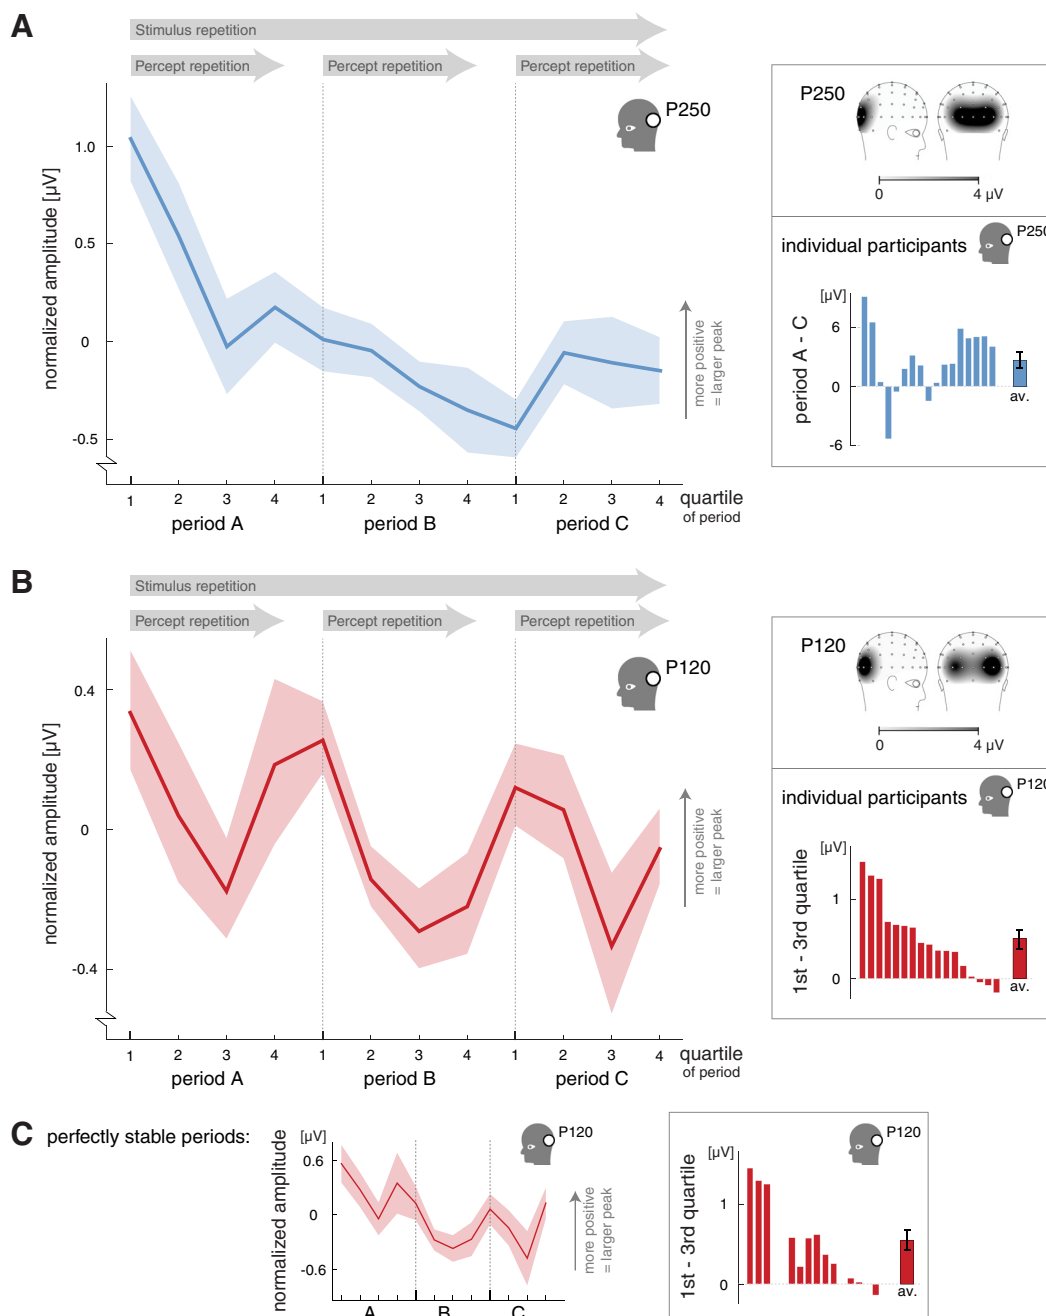 A
Stimulus repetition
Percept repetition Percept repetition Percept repetition
P250
normalized amplitude [µV]
1.0
0.5
0
-0.5
more positive
= larger peak
1 2 3 4 1 2 3 4 1 2 3 4
quartile
of period
period A period B period C
P250
0 4 µV
individual participants
P250
[µV]
period A - C
6
0
-6
av.
B
Stimulus repetition
Percept repetition Percept repetition Percept repetition
P120
normalized amplitude [µV]
0.4
0
-0.4
more positive
= larger peak
1 2 3 4 1 2 3 4 1 2 3 4
quartile
of period
period A period B period C
P120
0 4 µV
individual participants
P120
[µV]
1st - 3rd quartile
1
0
av.
C
perfectly stable periods:
normalized amplitude
[µV]
0.6
0
-0.6
P120
more positive
= larger peak
A B C
P120
[µV]
1st - 3rd quartile
1
0
av.